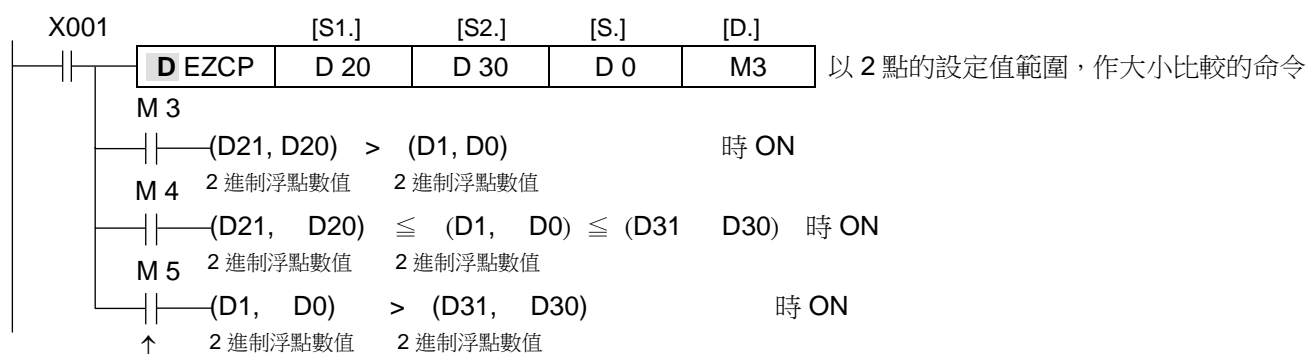 X001 [S1.] [S2.] [S.] [D.]
D EZCP D 20 D 30 D 0 M3 以 2 點的設定值範圍，作大小比較的命令
M 3
(D21, D20) > (D1, D0) 時 ON
2 進制浮點數值 2 進制浮點數值
M 4
(D21, D20) ≦ (D1, D0) ≦ (D31 D30) 時 ON
2 進制浮點數值 2 進制浮點數值
M 5
(D1, D0) > (D31, D30) 時 ON
↑ 2 進制浮點數值 2 進制浮點數值